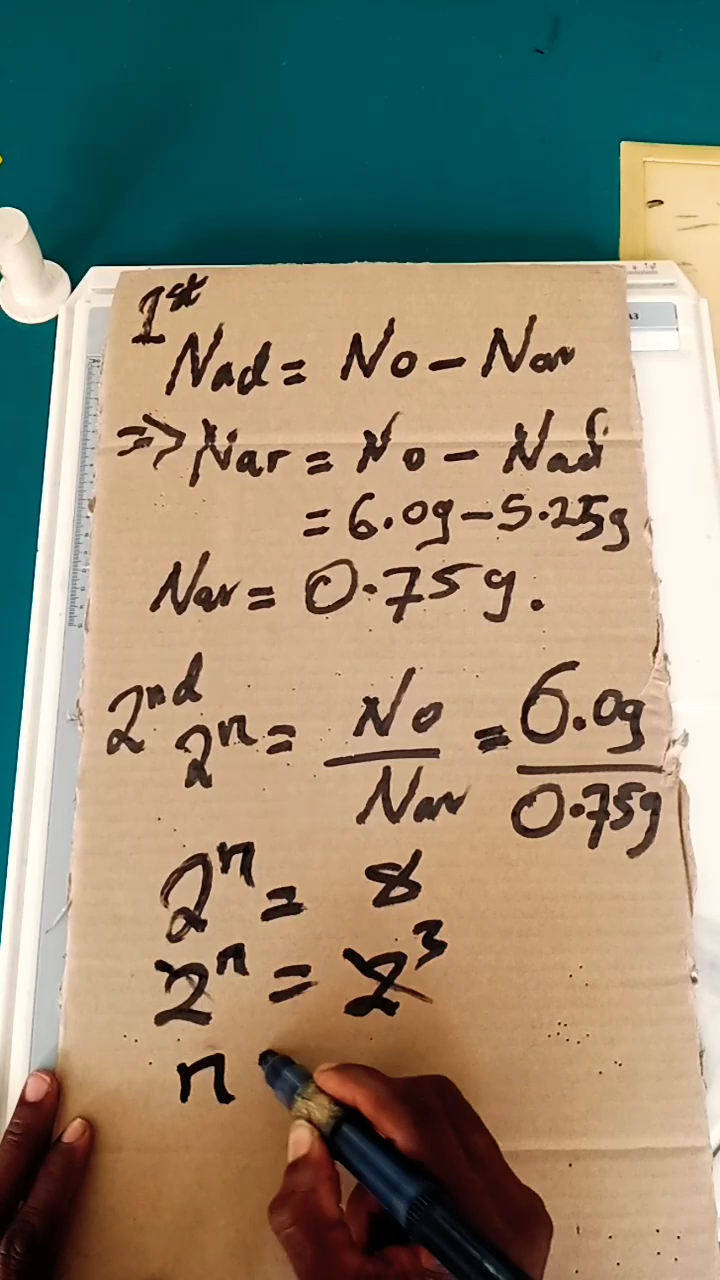 1st
Nad = No - Nar
=> Nar = No - Nad
= 6.0g - 5.25g
Nar = 0.75g.
2nd 2ⁿ = No/Nar = 6.0g/0.75g
2ⁿ = 8
2ⁿ = 2³
n